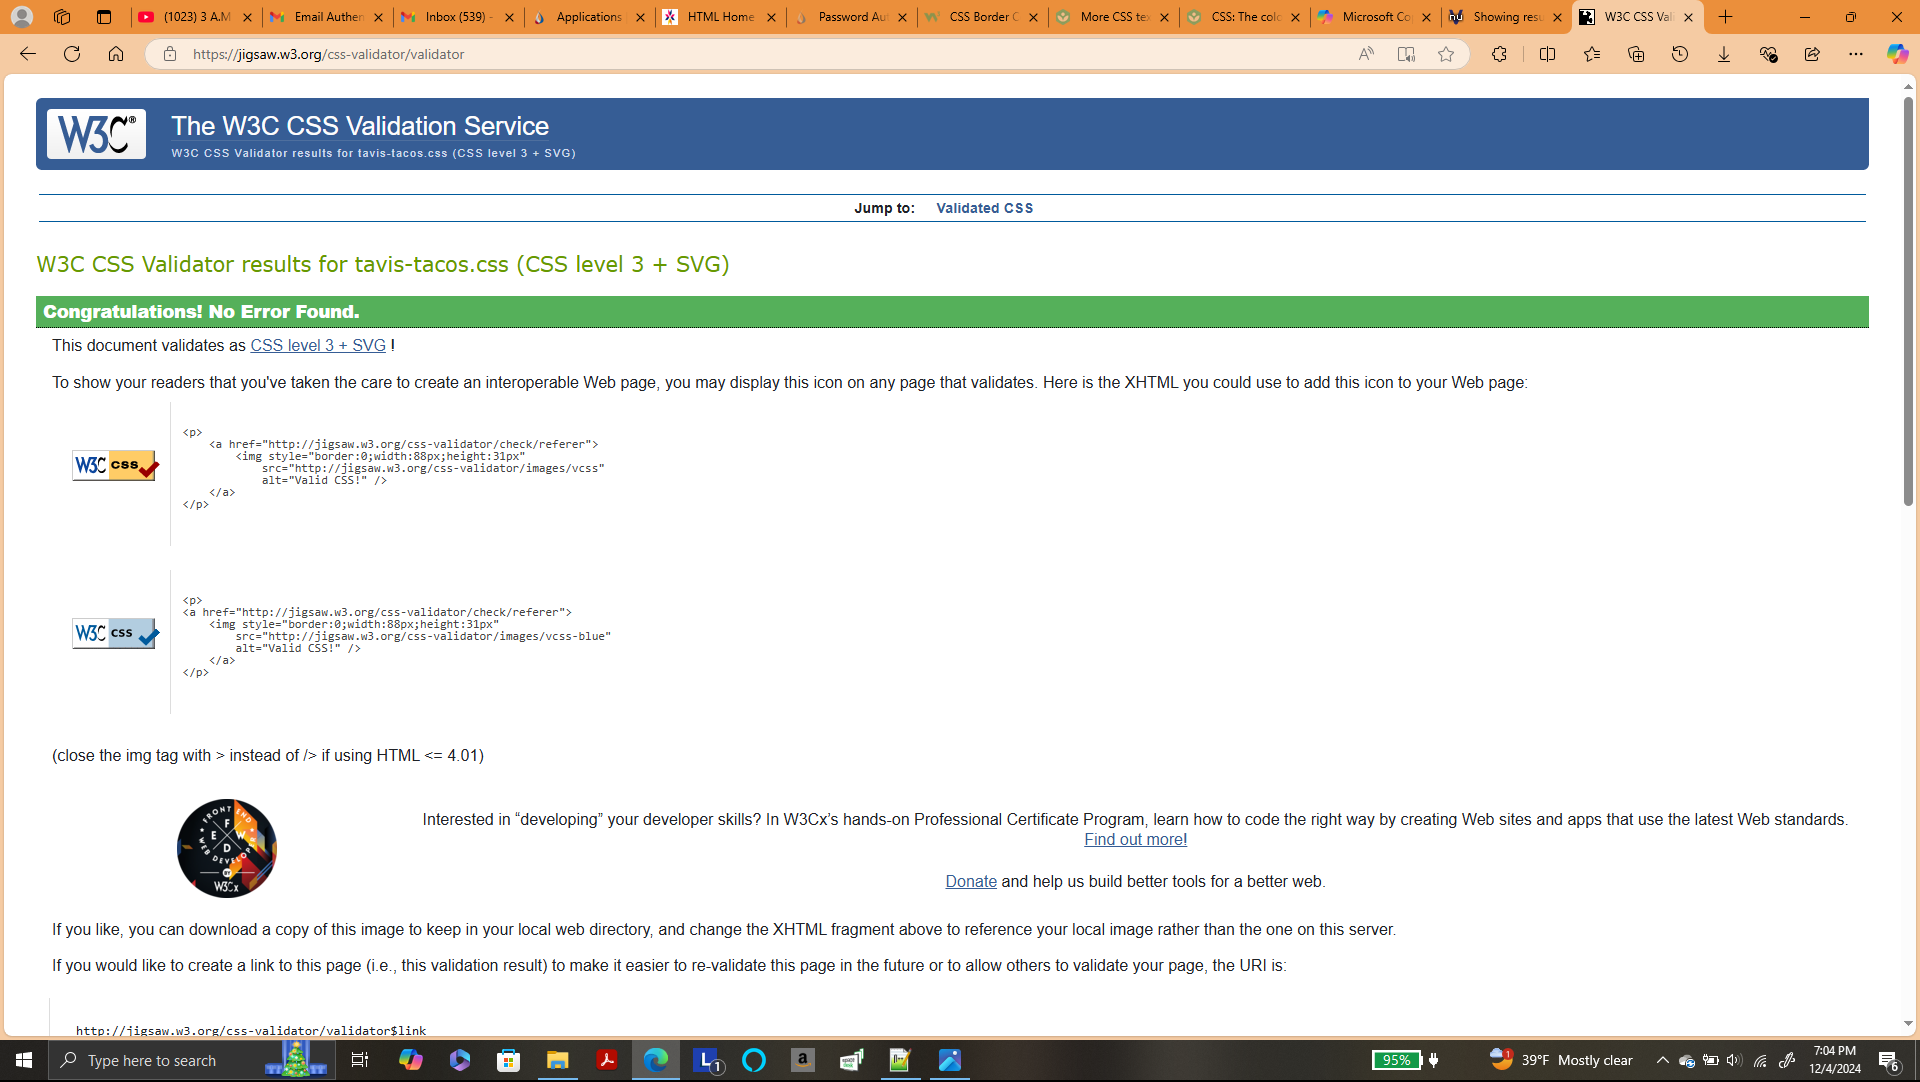 (1023) 3 A.M
Email Authen
Inbox (539) -
Applications
HTML Home
Password Aut
CSS Border C
More CSS tex
CSS: The colo
Microsoft Co
Showing resu
W3C CSS Vali
https://jigsaw.w3.org/css-validator/validator
W3C®
The W3C CSS Validation Service
W3C CSS Validator results for tavis-tacos.css (CSS level 3 + SVG)
Jump to: Validated CSS
W3C CSS Validator results for tavis-tacos.css (CSS level 3 + SVG)
Congratulations! No Error Found.
This document validates as CSS level 3 + SVG !
To show your readers that you've taken the care to create an interoperable Web page, you may display this icon on any page that validates. Here is the XHTML you could use to add this icon to your Web page:
W3C css
<p>
<a href="http://jigsaw.w3.org/css-validator/check/referer">
<img style="border:0;width:88px;height:31px"
src="http://jigsaw.w3.org/css-validator/images/vcss"
alt="Valid CSS!" />
</a>
</p>
W3C css
<p>
<a href="http://jigsaw.w3.org/css-validator/check/referer">
<img style="border:0;width:88px;height:31px"
src="http://jigsaw.w3.org/css-validator/images/vcss-blue"
alt="Valid CSS!" />
</a>
</p>
(close the img tag with > instead of /> if using HTML <= 4.01)
FRONT END
F
E W
D
WEB DEVELOPER
W3Cx
Interested in “developing” your developer skills? In W3Cx’s hands-on Professional Certificate Program, learn how to code the right way by creating Web sites and apps that use the latest Web standards.
Find out more!
Donate and help us build better tools for a better web.
If you like, you can download a copy of this image to keep in your local web directory, and change the XHTML fragment above to reference your local image rather than the one on this server.
If you would like to create a link to this page (i.e., this validation result) to make it easier to re-validate this page in the future or to allow others to validate your page, the URI is:
http://jigsaw.w3.org/css-validator/validator$link
Type here to search
L 1
a
95%
1
39°F Mostly clear
7:04 PM
12/4/2024
6